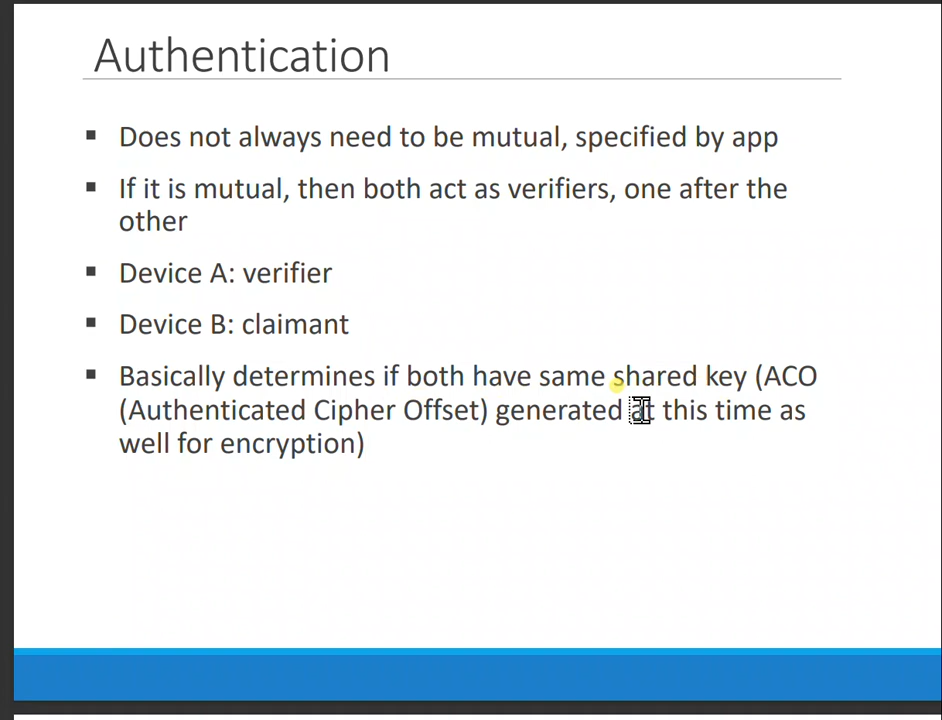 Authentication
Does not always need to be mutual, specified by app
If it is mutual, then both act as verifiers, one after the
other
Device A: verifier
Device B: claimant
Basically determines if both have same shared key (ACO
(Authenticated Cipher Offset) generated at this time as
well for encryption)